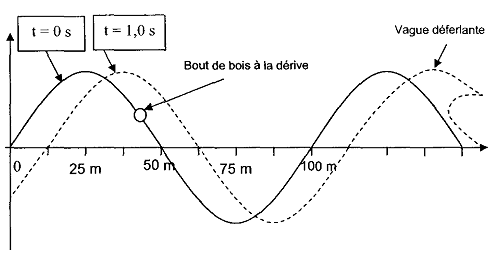 t = 0 s
t = 1,0 s
Vague déferlante
Bout de bois à la dérive
0
25 m
50 m
75 m
100 m